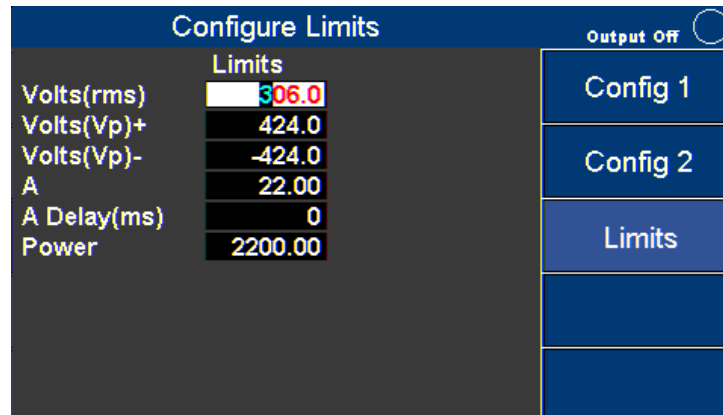 Configure Limits
Output Off
Limits
Volts(rms) 306.0
Volts(Vp)+ 424.0
Volts(Vp)- -424.0
A 22.00
A Delay(ms) 0
Power 2200.00
Config 1
Config 2
Limits